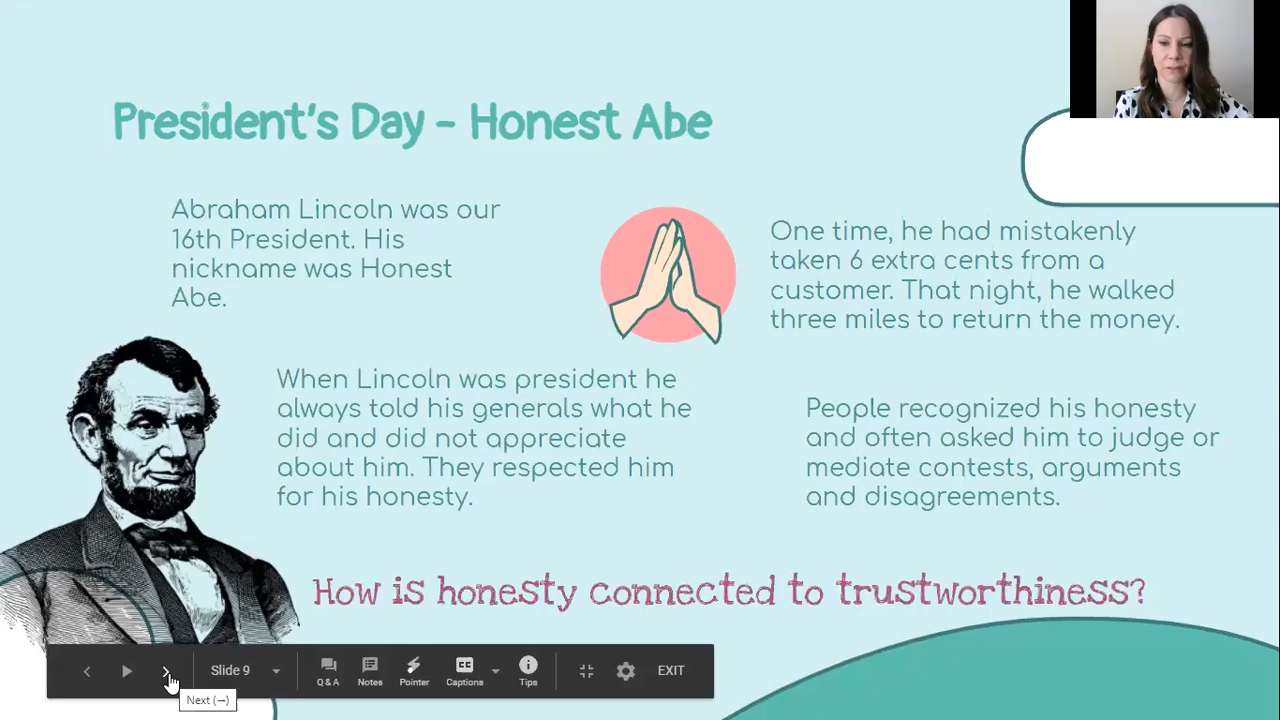 President's Day - Honest Abe
Abraham Lincoln was our
16th President. His
nickname was Honest
Abe.
One time, he had mistakenly
taken 6 extra cents from a
customer. That night, he walked
three miles to return the money.
When Lincoln was president he
always told his generals what he
did and did not appreciate
about him. They respected him
for his honesty.
People recognized his honesty
and often asked him to judge or
mediate contests, arguments
and disagreements.
How is honesty connected to trustworthiness?
Slide 9
Q & A
Notes
Pointer
CC
Captions
Tips
EXIT
Next (→)